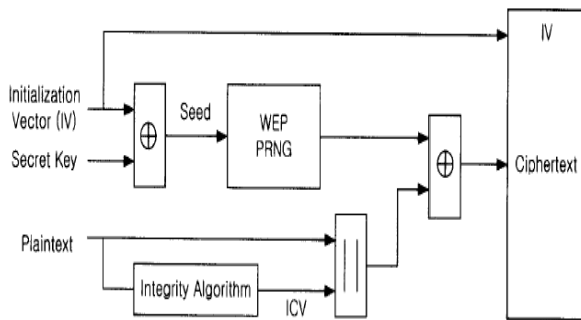 IV
Initialization
Vector (IV)
Seed
WEP
PRNG
⊕
⊕
Secret Key
Ciphertext
Plaintext
||
Integrity Algorithm
ICV